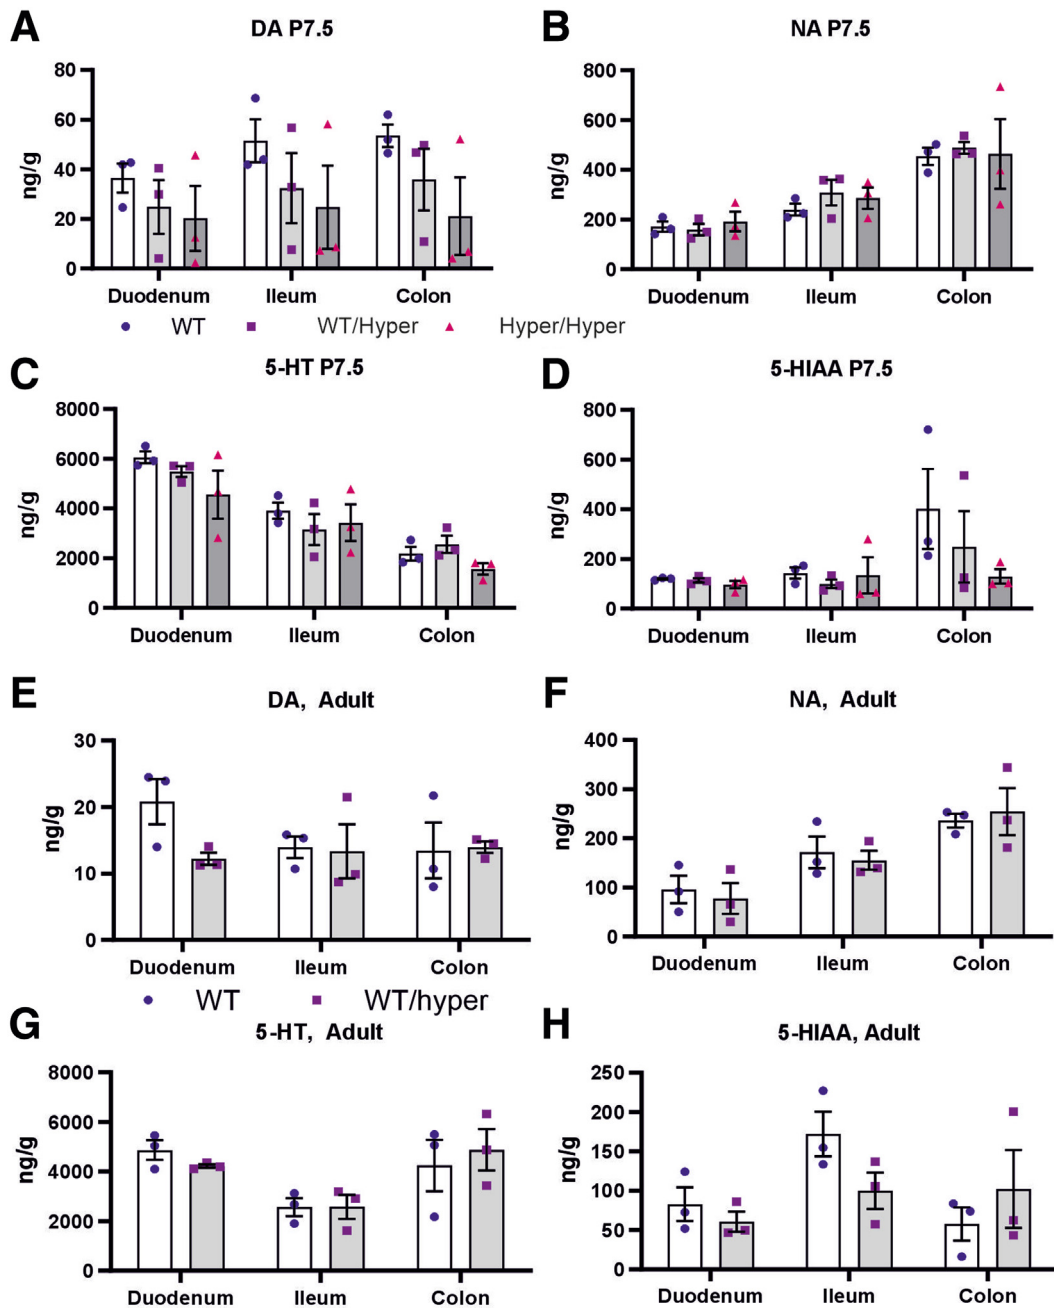 A
DA P7.5
80
60
40
20
0
ng/g
Duodenum Ileum Colon
B
NA P7.5
800
600
400
200
0
ng/g
Duodenum Ileum Colon
WT WT/Hyper Hyper/Hyper
C
5-HT P7.5
8000
6000
4000
2000
0
ng/g
Duodenum Ileum Colon
D
5-HIAA P7.5
800
600
400
200
0
ng/g
Duodenum Ileum Colon
E
DA, Adult
30
20
10
0
ng/g
Duodenum Ileum Colon
F
NA, Adult
400
300
200
100
0
ng/g
Duodenum Ileum Colon
WT WT/hyper
G
5-HT, Adult
8000
6000
4000
2000
0
ng/g
Duodenum Ileum Colon
H
5-HIAA, Adult
250
200
150
100
50
0
ng/g
Duodenum Ileum Colon